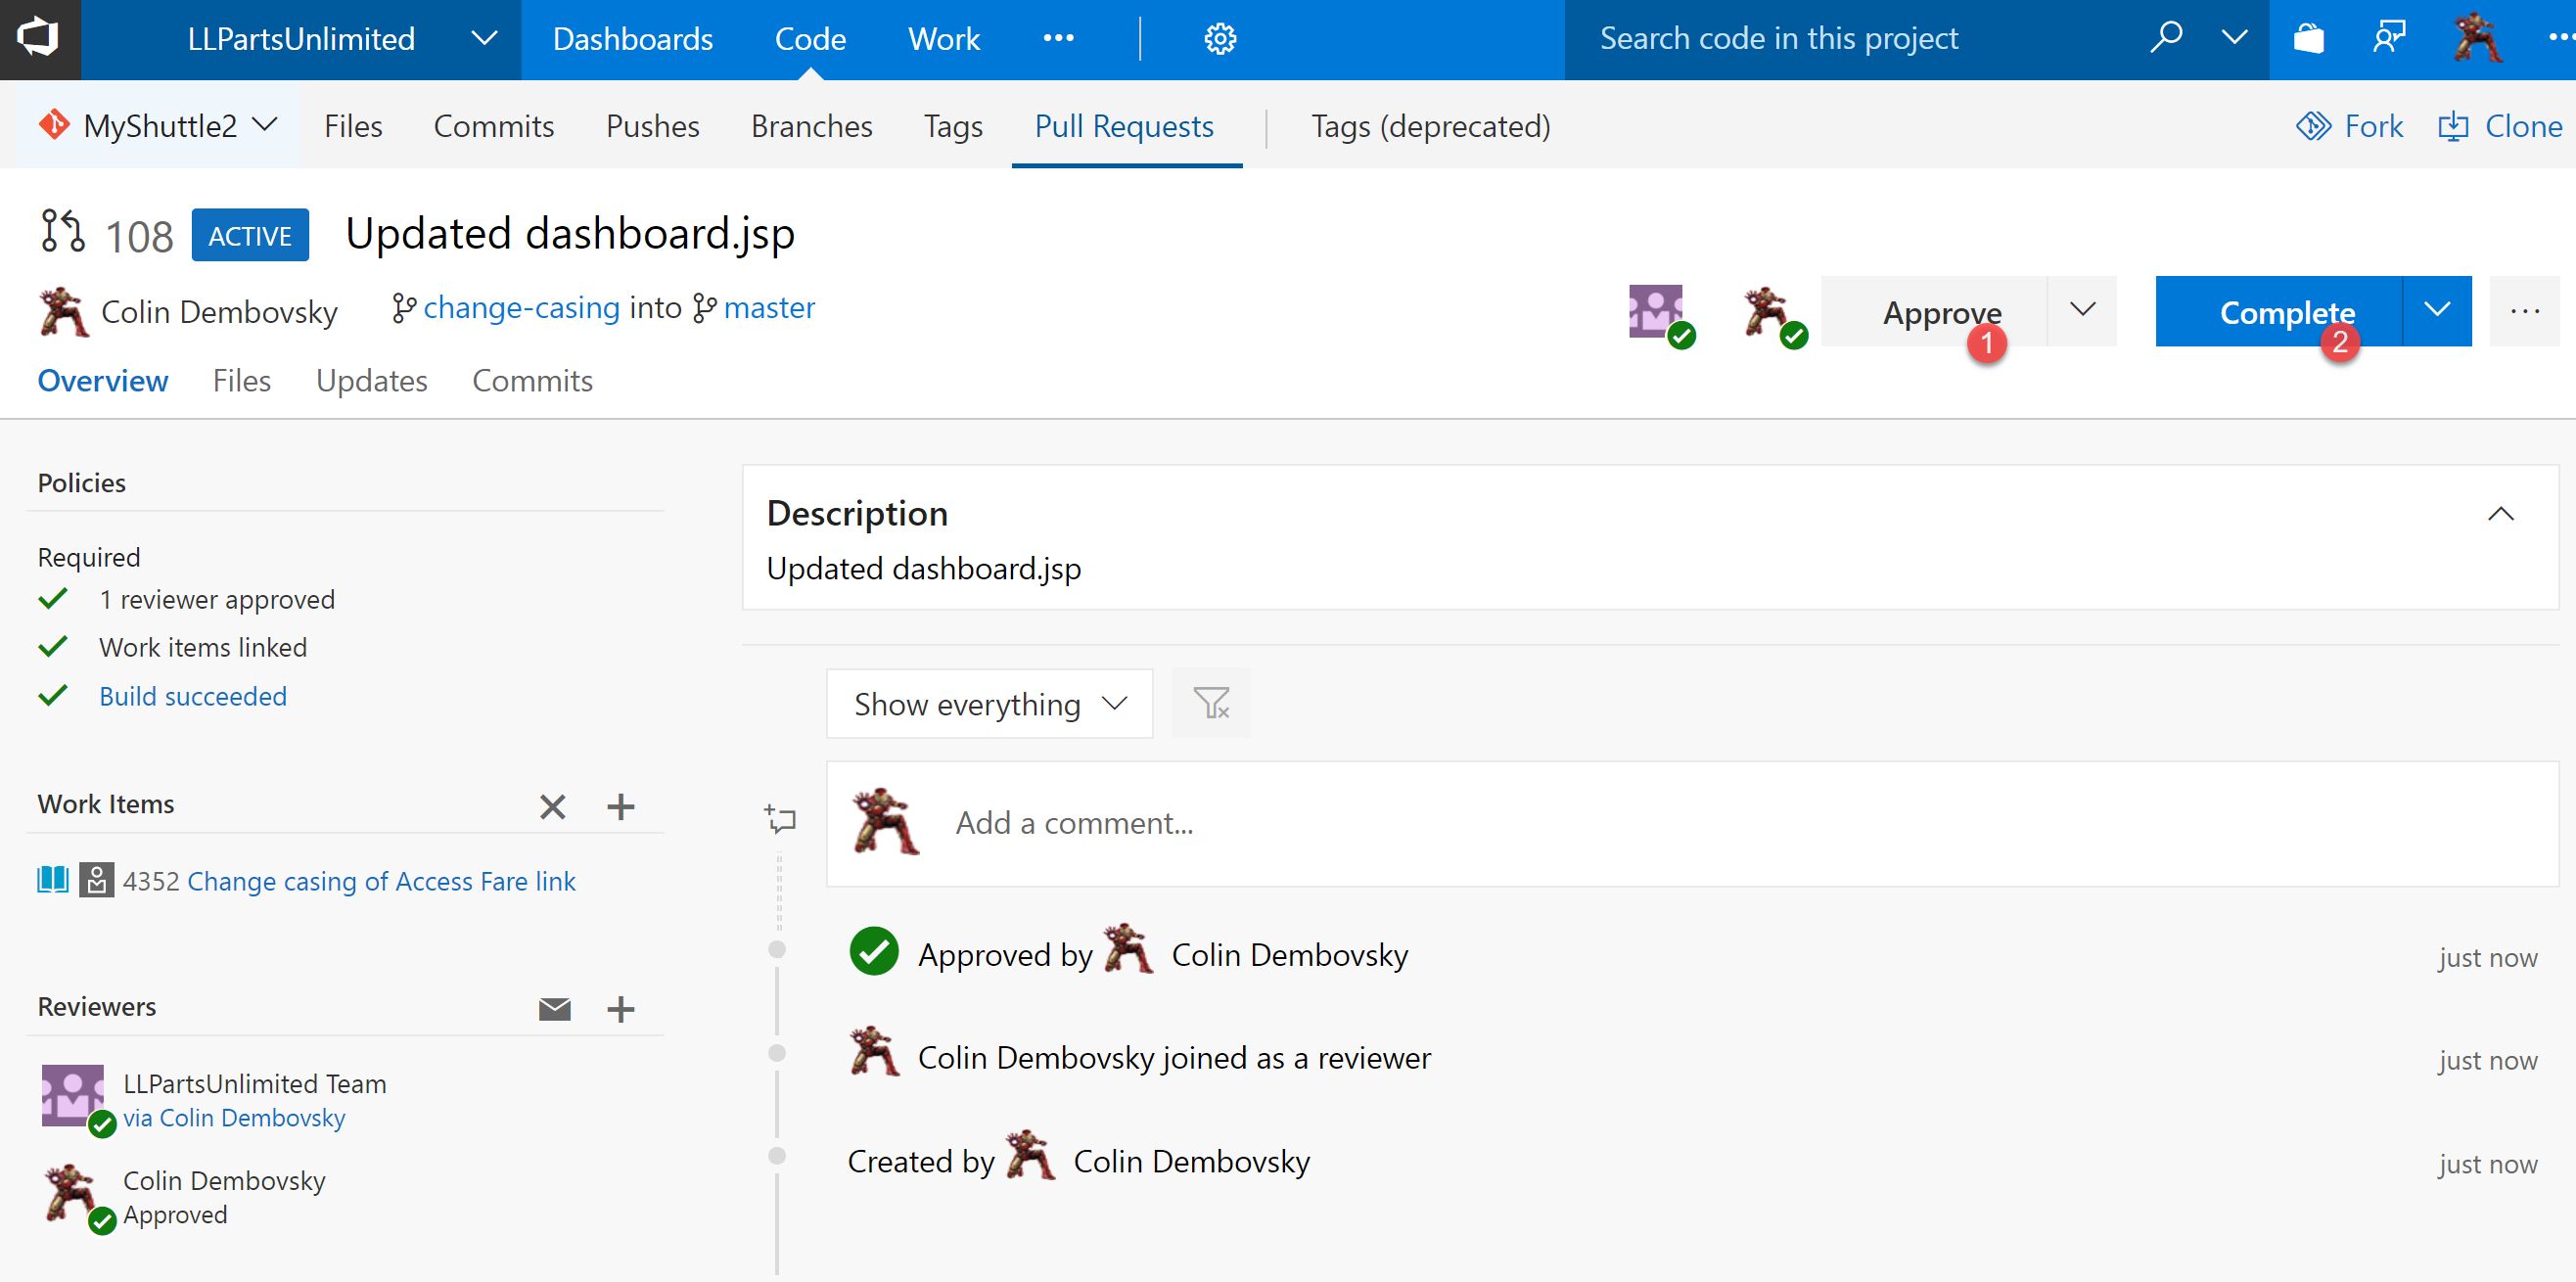 LLPartsUnlimited Dashboards Code Work ... Search code in this project ...
MyShuttle2 Files Commits Pushes Branches Tags Pull Requests Tags (deprecated) Fork Clone
108 ACTIVE Updated dashboard.jsp
Colin Dembovsky change-casing into master Approve 1 Complete 2 ...
Overview Files Updates Commits
Policies
Required
1 reviewer approved
Work items linked
Build succeeded
Work Items
4352 Change casing of Access Fare link
Reviewers
LLPartsUnlimited Team
via Colin Dembovsky
Colin Dembovsky
Approved
Description
Updated dashboard.jsp
Show everything
Add a comment...
Approved by Colin Dembovsky just now
Colin Dembovsky joined as a reviewer just now
Created by Colin Dembovsky just now